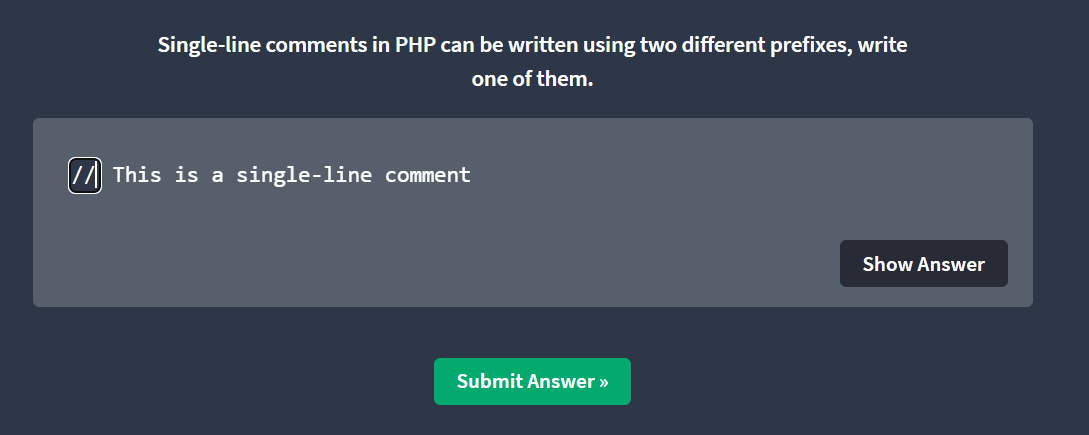 Single-line comments in PHP can be written using two different prefixes, write
one of them.
// This is a single-line comment
Show Answer
Submit Answer »